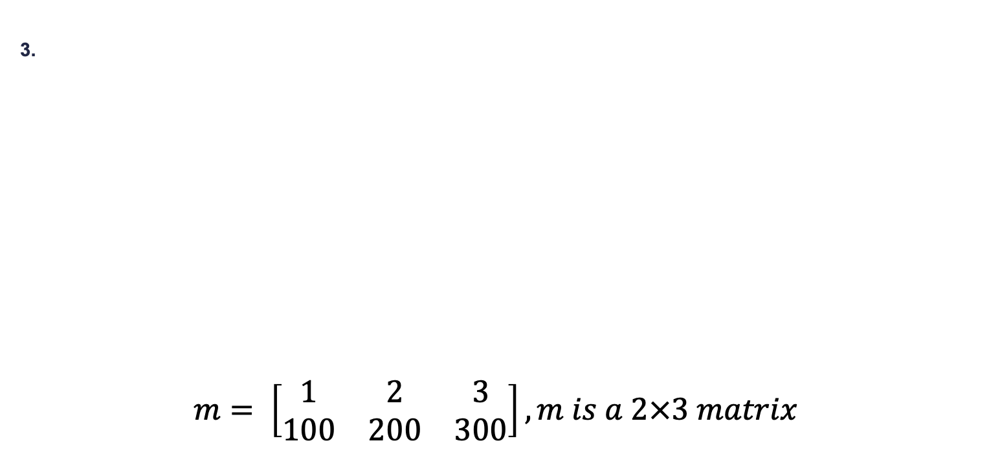 3.
m = [1 2 3
100 200 300], m is a 2×3 matrix